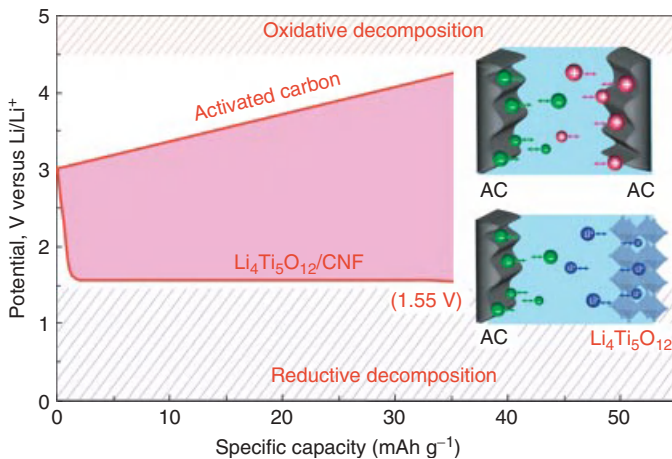 Potential, V versus Li/Li⁺
5
4
3
2
1
0
Oxidative decomposition
Activated carbon
Li₄Ti₅O₁₂/CNF
(1.55 V)
Reductive decomposition
AC
AC
AC
Li₄Ti₅O₁₂
0
10
20
30
40
50
Specific capacity (mAh g⁻¹)